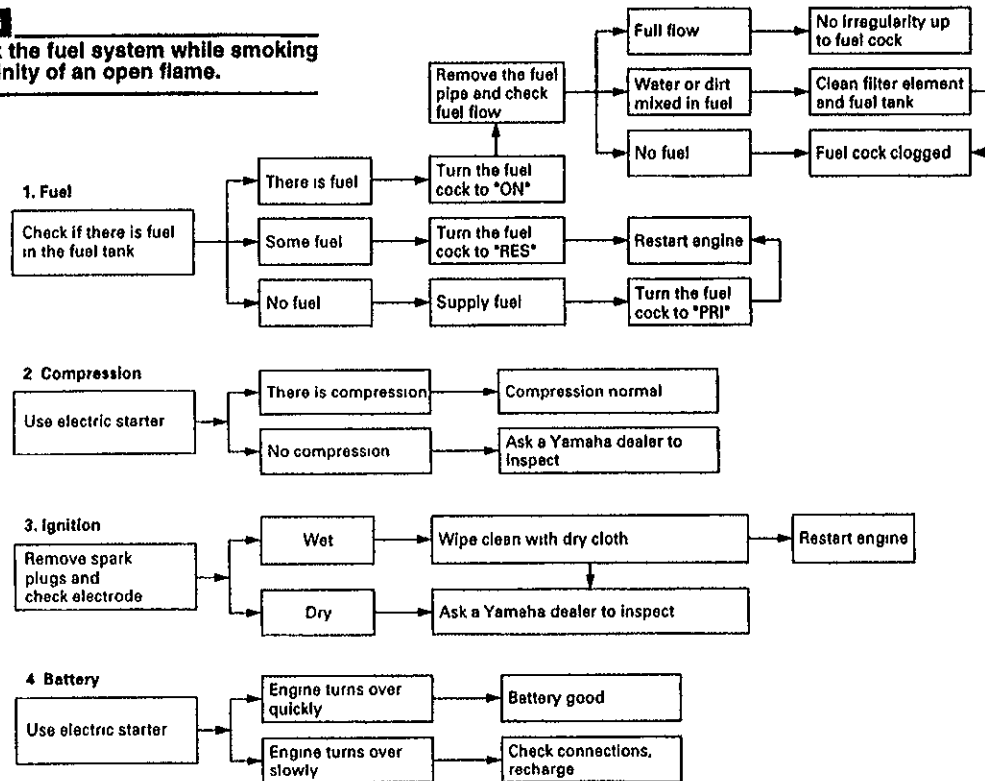 k the fuel system while smoking
inity of an open flame.
Full flow
No irregularity up
to fuel cock
Remove the fuel
pipe and check
fuel flow
Water or dirt
mixed in fuel
Clean filter element
and fuel tank
No fuel
Fuel cock clogged
1. Fuel
Check if there is fuel
in the fuel tank
There is fuel
Turn the fuel
cock to "ON"
Some fuel
Turn the fuel
cock to "RES"
Restart engine
No fuel
Supply fuel
Turn the fuel
cock to "PRI"
2 Compression
Use electric starter
There is compression
Compression normal
No compression
Ask a Yamaha dealer to
inspect
3. Ignition
Remove spark
plugs and
check electrode
Wet
Wipe clean with dry cloth
Restart engine
Dry
Ask a Yamaha dealer to inspect
4 Battery
Use electric starter
Engine turns over
quickly
Battery good
Engine turns over
slowly
Check connections,
recharge